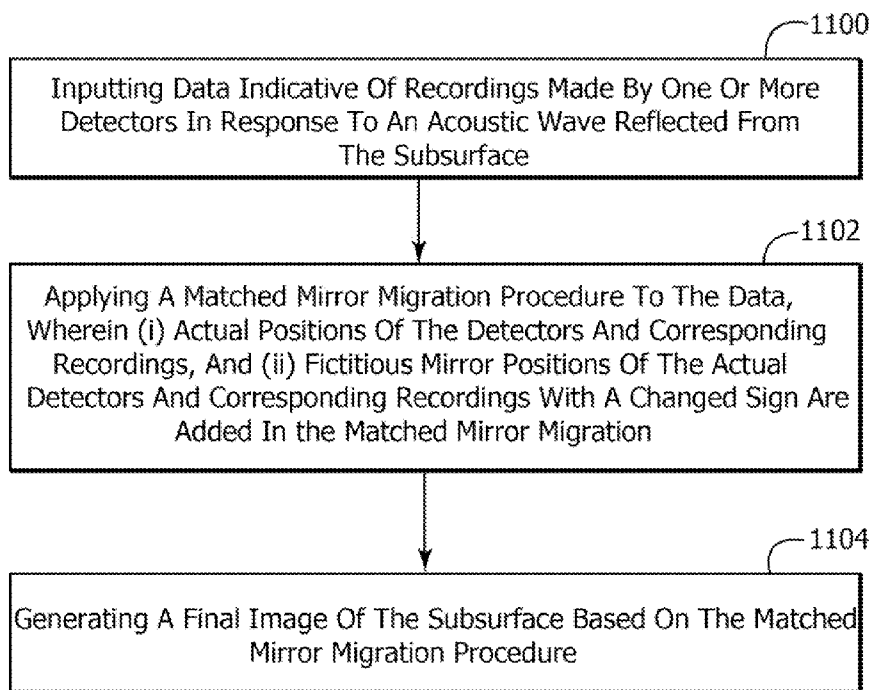 1100
Inputting Data Indicative Of Recordings Made By One Or More
Detectors In Response To An Acoustic Wave Reflected From
The Subsurface
1102
Applying A Matched Mirror Migration Procedure To The Data,
Wherein (i) Actual Positions Of The Detectors And Corresponding
Recordings, And (ii) Fictitious Mirror Positions Of The Actual
Detectors And Corresponding Recordings With A Changed Sign Are
Added In the Matched Mirror Migration
1104
Generating A Final Image Of The Subsurface Based On The Matched
Mirror Migration Procedure